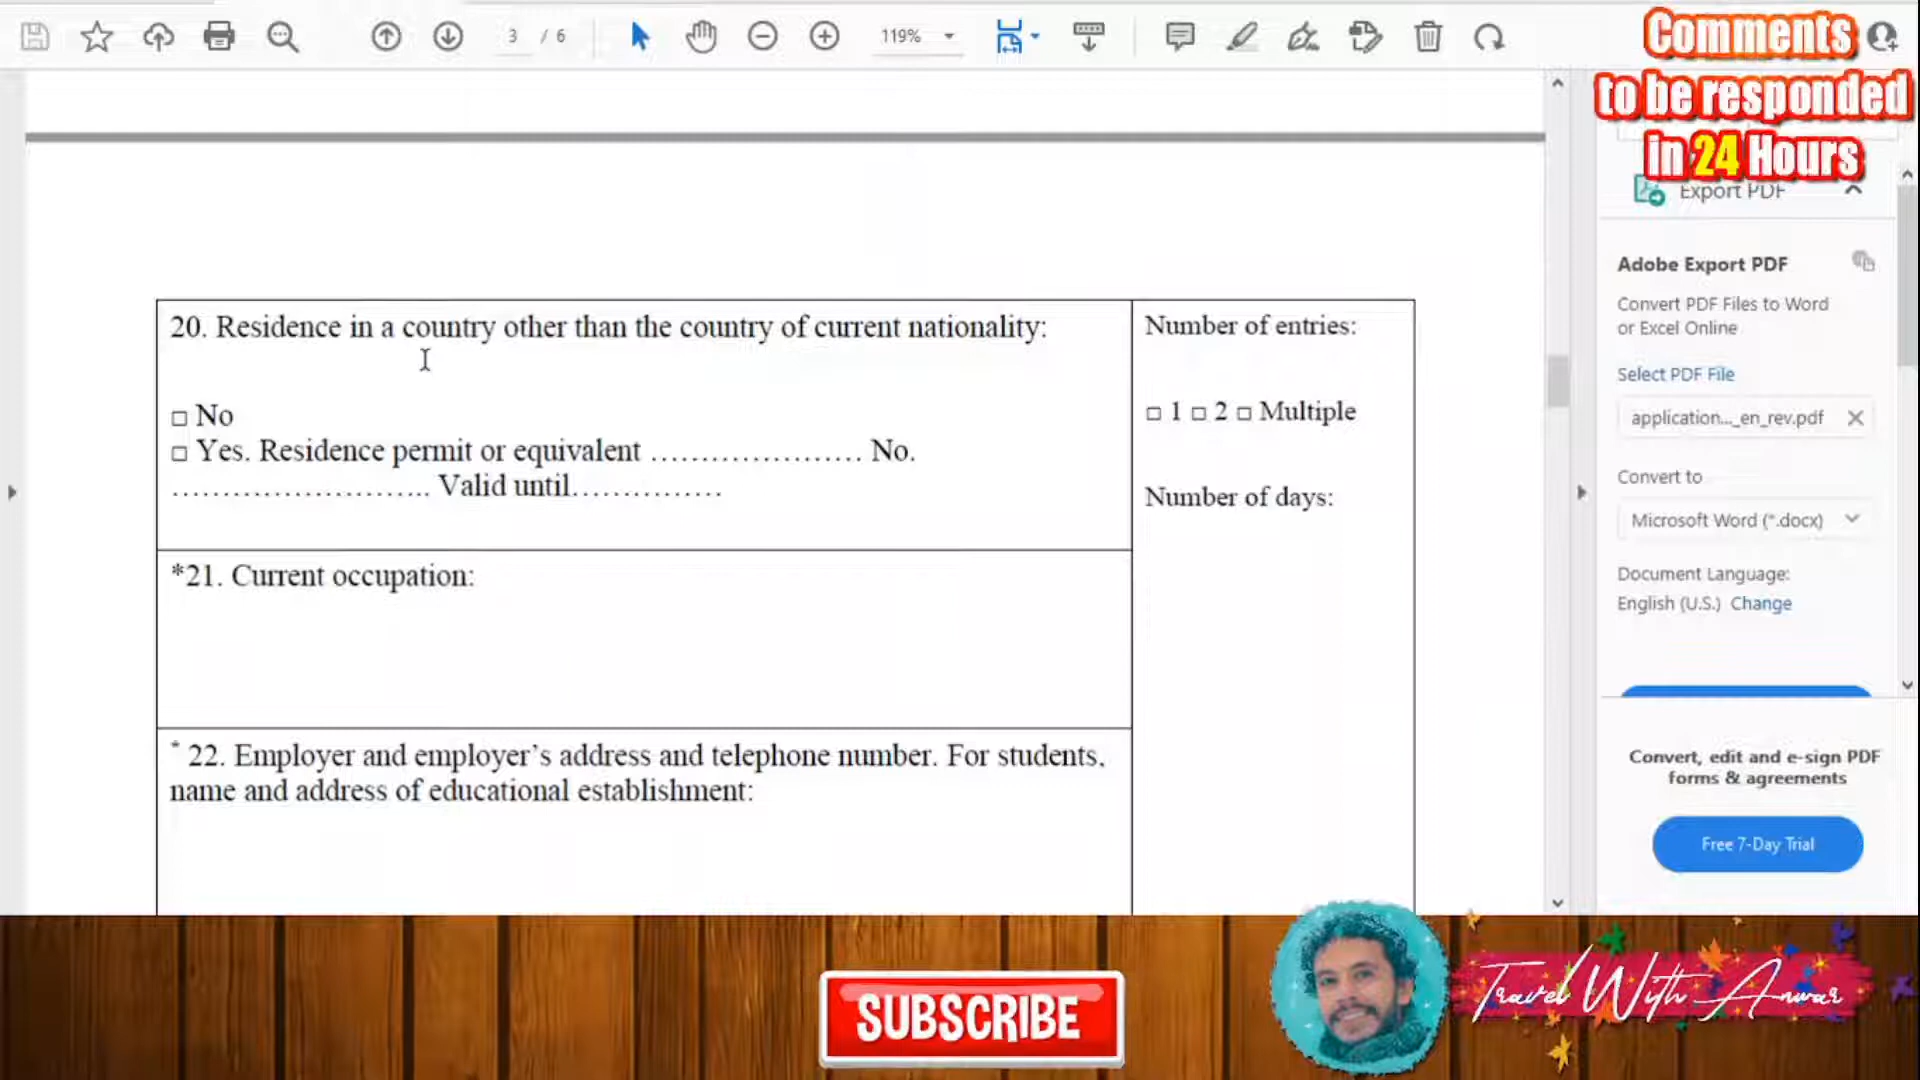 3 / 6
119%
Comments
to be responded
in 24 Hours
Export PDF
Adobe Export PDF
Convert PDF Files to Word
or Excel Online
Select PDF File
application..._en_rev.pdf
Convert to
Microsoft Word (*.docx)
Document Language:
English (U.S.) Change
Convert, edit and e-sign PDF
forms & agreements
Free 7-Day Trial
20. Residence in a country other than the country of current nationality:
□ No
□ Yes. Residence permit or equivalent ………………… No.
…………………….. Valid until……………
*21. Current occupation:
* 22. Employer and employer’s address and telephone number. For students,
name and address of educational establishment:
Number of entries:
□ 1 □ 2 □ Multiple
Number of days:
SUBSCRIBE
Travel With Anwar